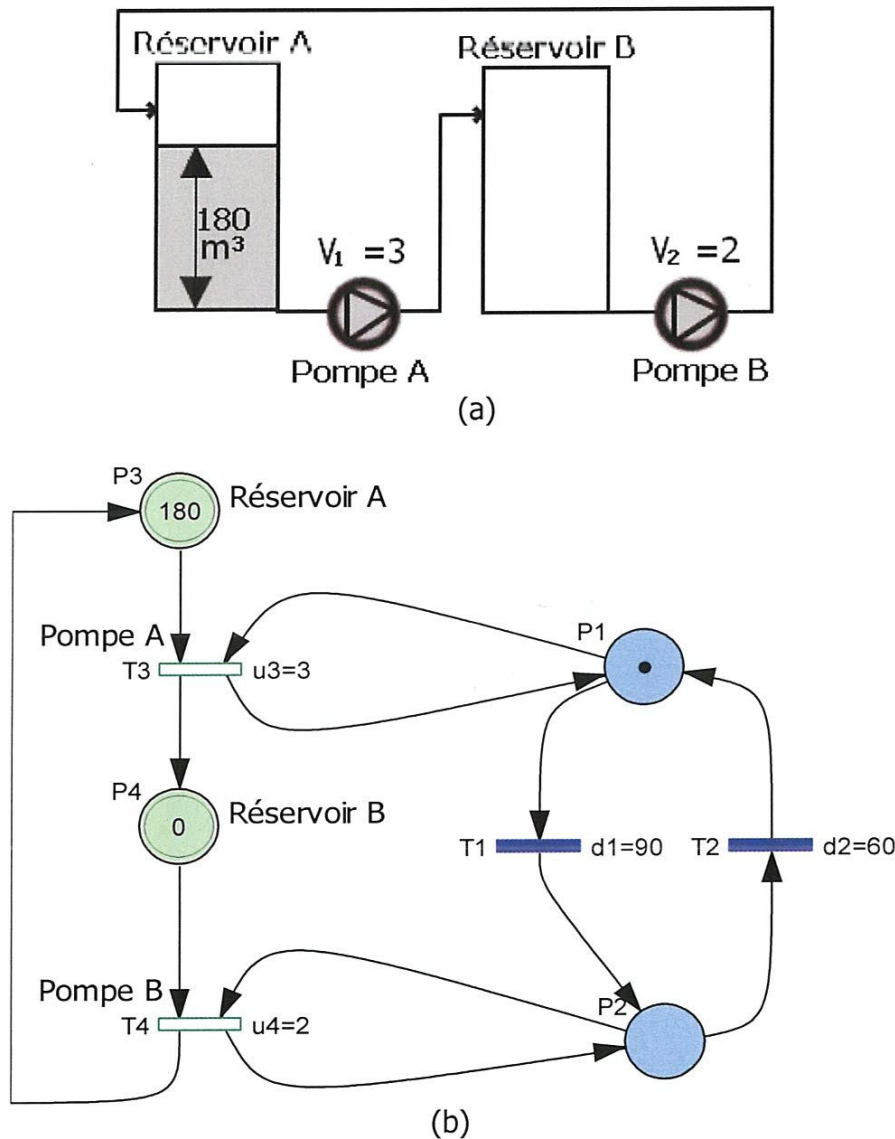 Réservoir A
Réservoir B
180
m³
V₁ =3
V₂ =2
Pompe A
Pompe B
(a)
P3
180
Réservoir A
Pompe A
T3
u3=3
P1
P4
0
Réservoir B
T1
d1=90
T2
d2=60
Pompe B
T4
u4=2
P2
(b)